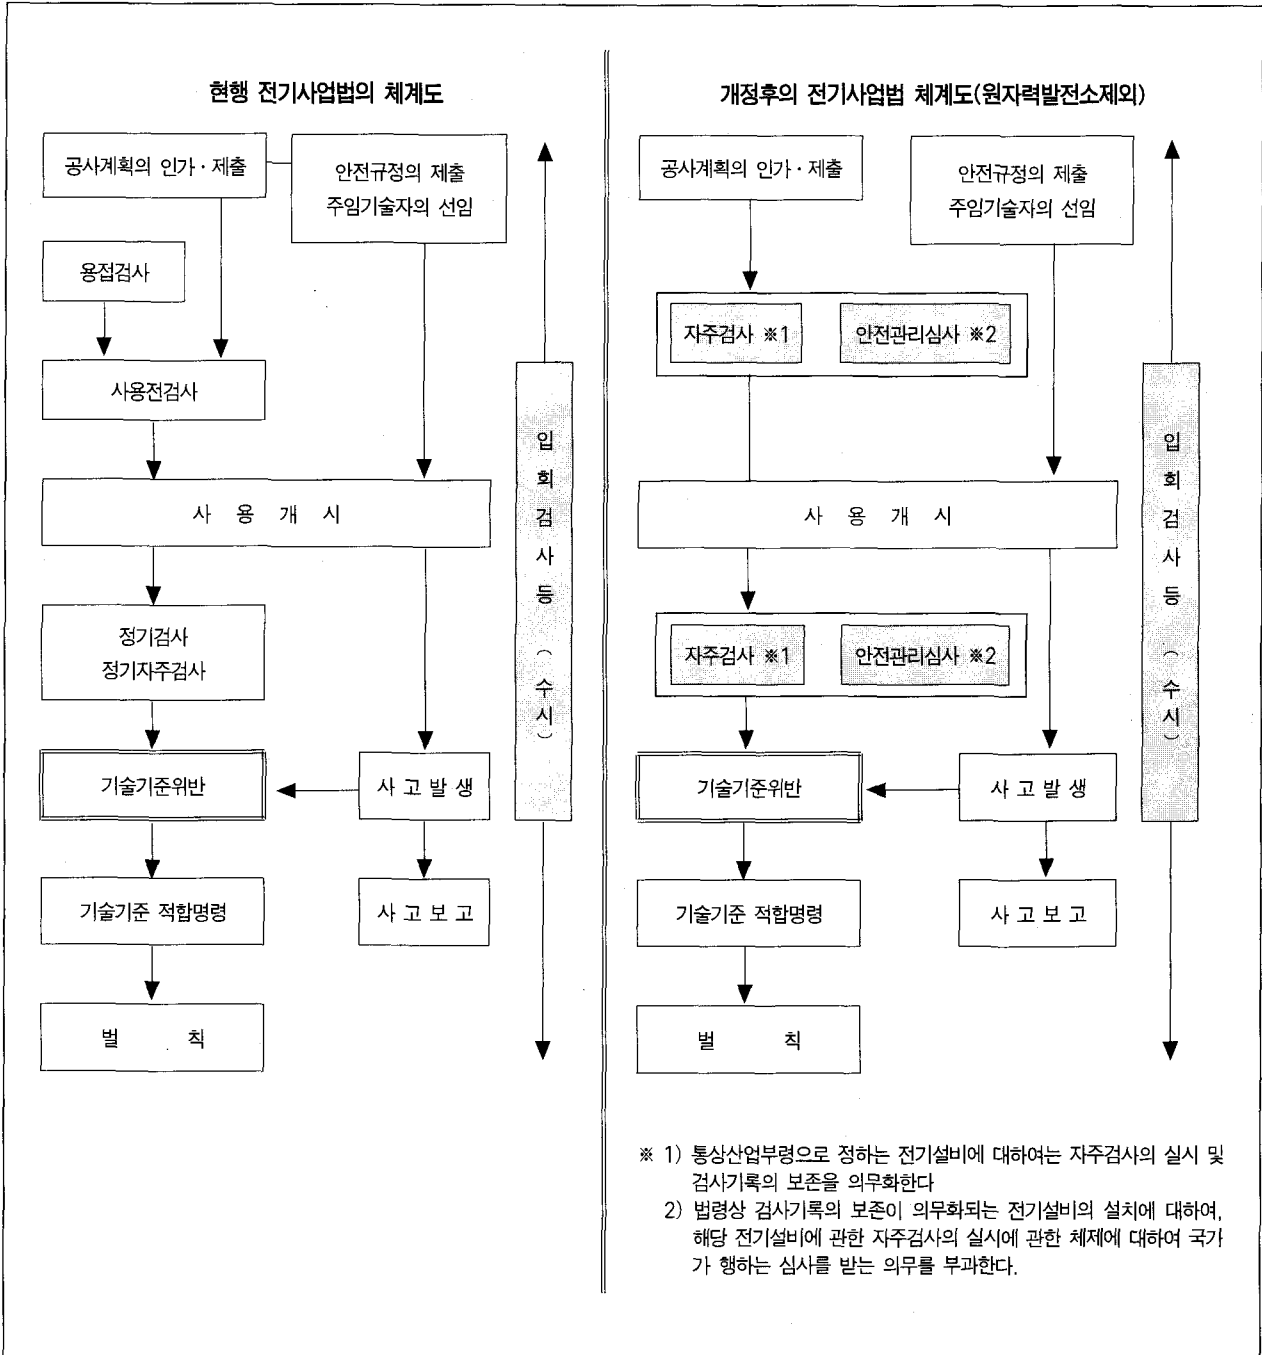 현행 전기사업법의 체계도
공사계획의 인가 · 제출
안전규정의 제출
주임기술자의 선임
용접검사
사용전검사
사 용 개 시
정기검사
정기자주검사
기술기준위반
사 고 발 생
기술기준 적합명령
사 고 보 고
벌 칙
입회검사등(수시)
개정후의 전기사업법 체계도(원자력발전소제외)
공사계획의 인가 · 제출
안전규정의 제출
주임기술자의 선임
자주검사 ※1
안전관리심사 ※2
사 용 개 시
자주검사 ※1
안전관리심사 ※2
기술기준위반
사 고 발 생
기술기준 적합명령
사 고 보 고
벌 칙
입회검사등(수시)
※ 1) 통상산업부령으로 정하는 전기설비에 대하여는 자주검사의 실시 및
검사기록의 보존을 의무화한다
2) 법령상 검사기록의 보존이 의무화되는 전기설비의 설치에 대하여,
해당 전기설비에 관한 자주검사의 실시에 관한 체제에 대하여 국가
가 행하는 심사를 받는 의무를 부과한다.